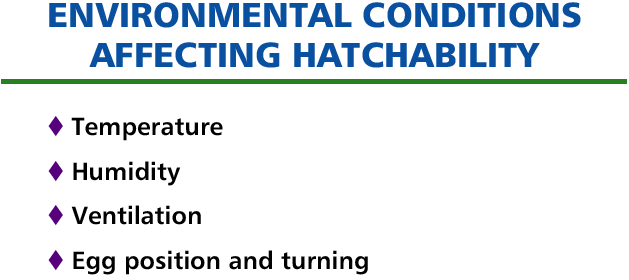 ENVIRONMENTAL CONDITIONS
AFFECTING HATCHABILITY
♦ Temperature
♦ Humidity
♦ Ventilation
♦ Egg position and turning